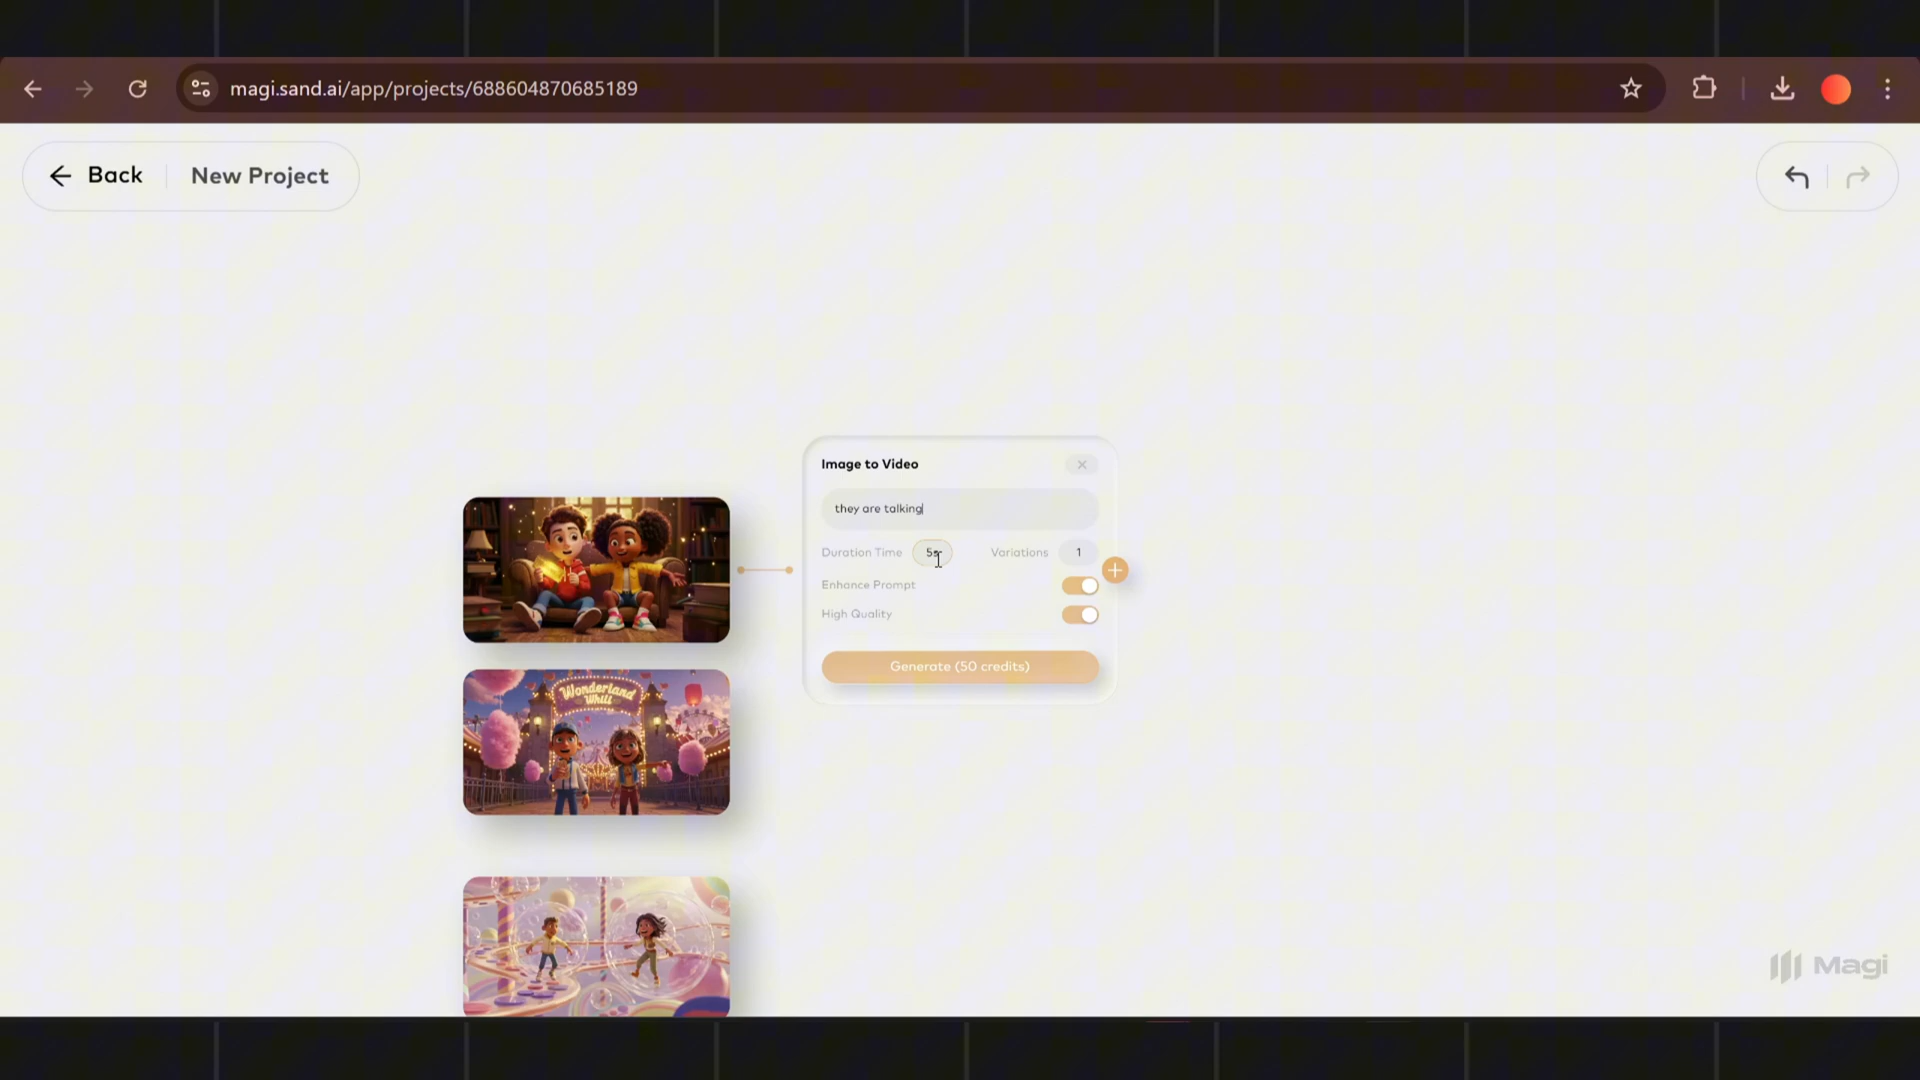 magi.sand.ai/app/projects/688604870685189
Back
New Project
Image to Video
they are talking
Duration Time
5s
Variations
1
Enhance Prompt
High Quality
Generate (50 credits)
Wonderland
Whill
Magi